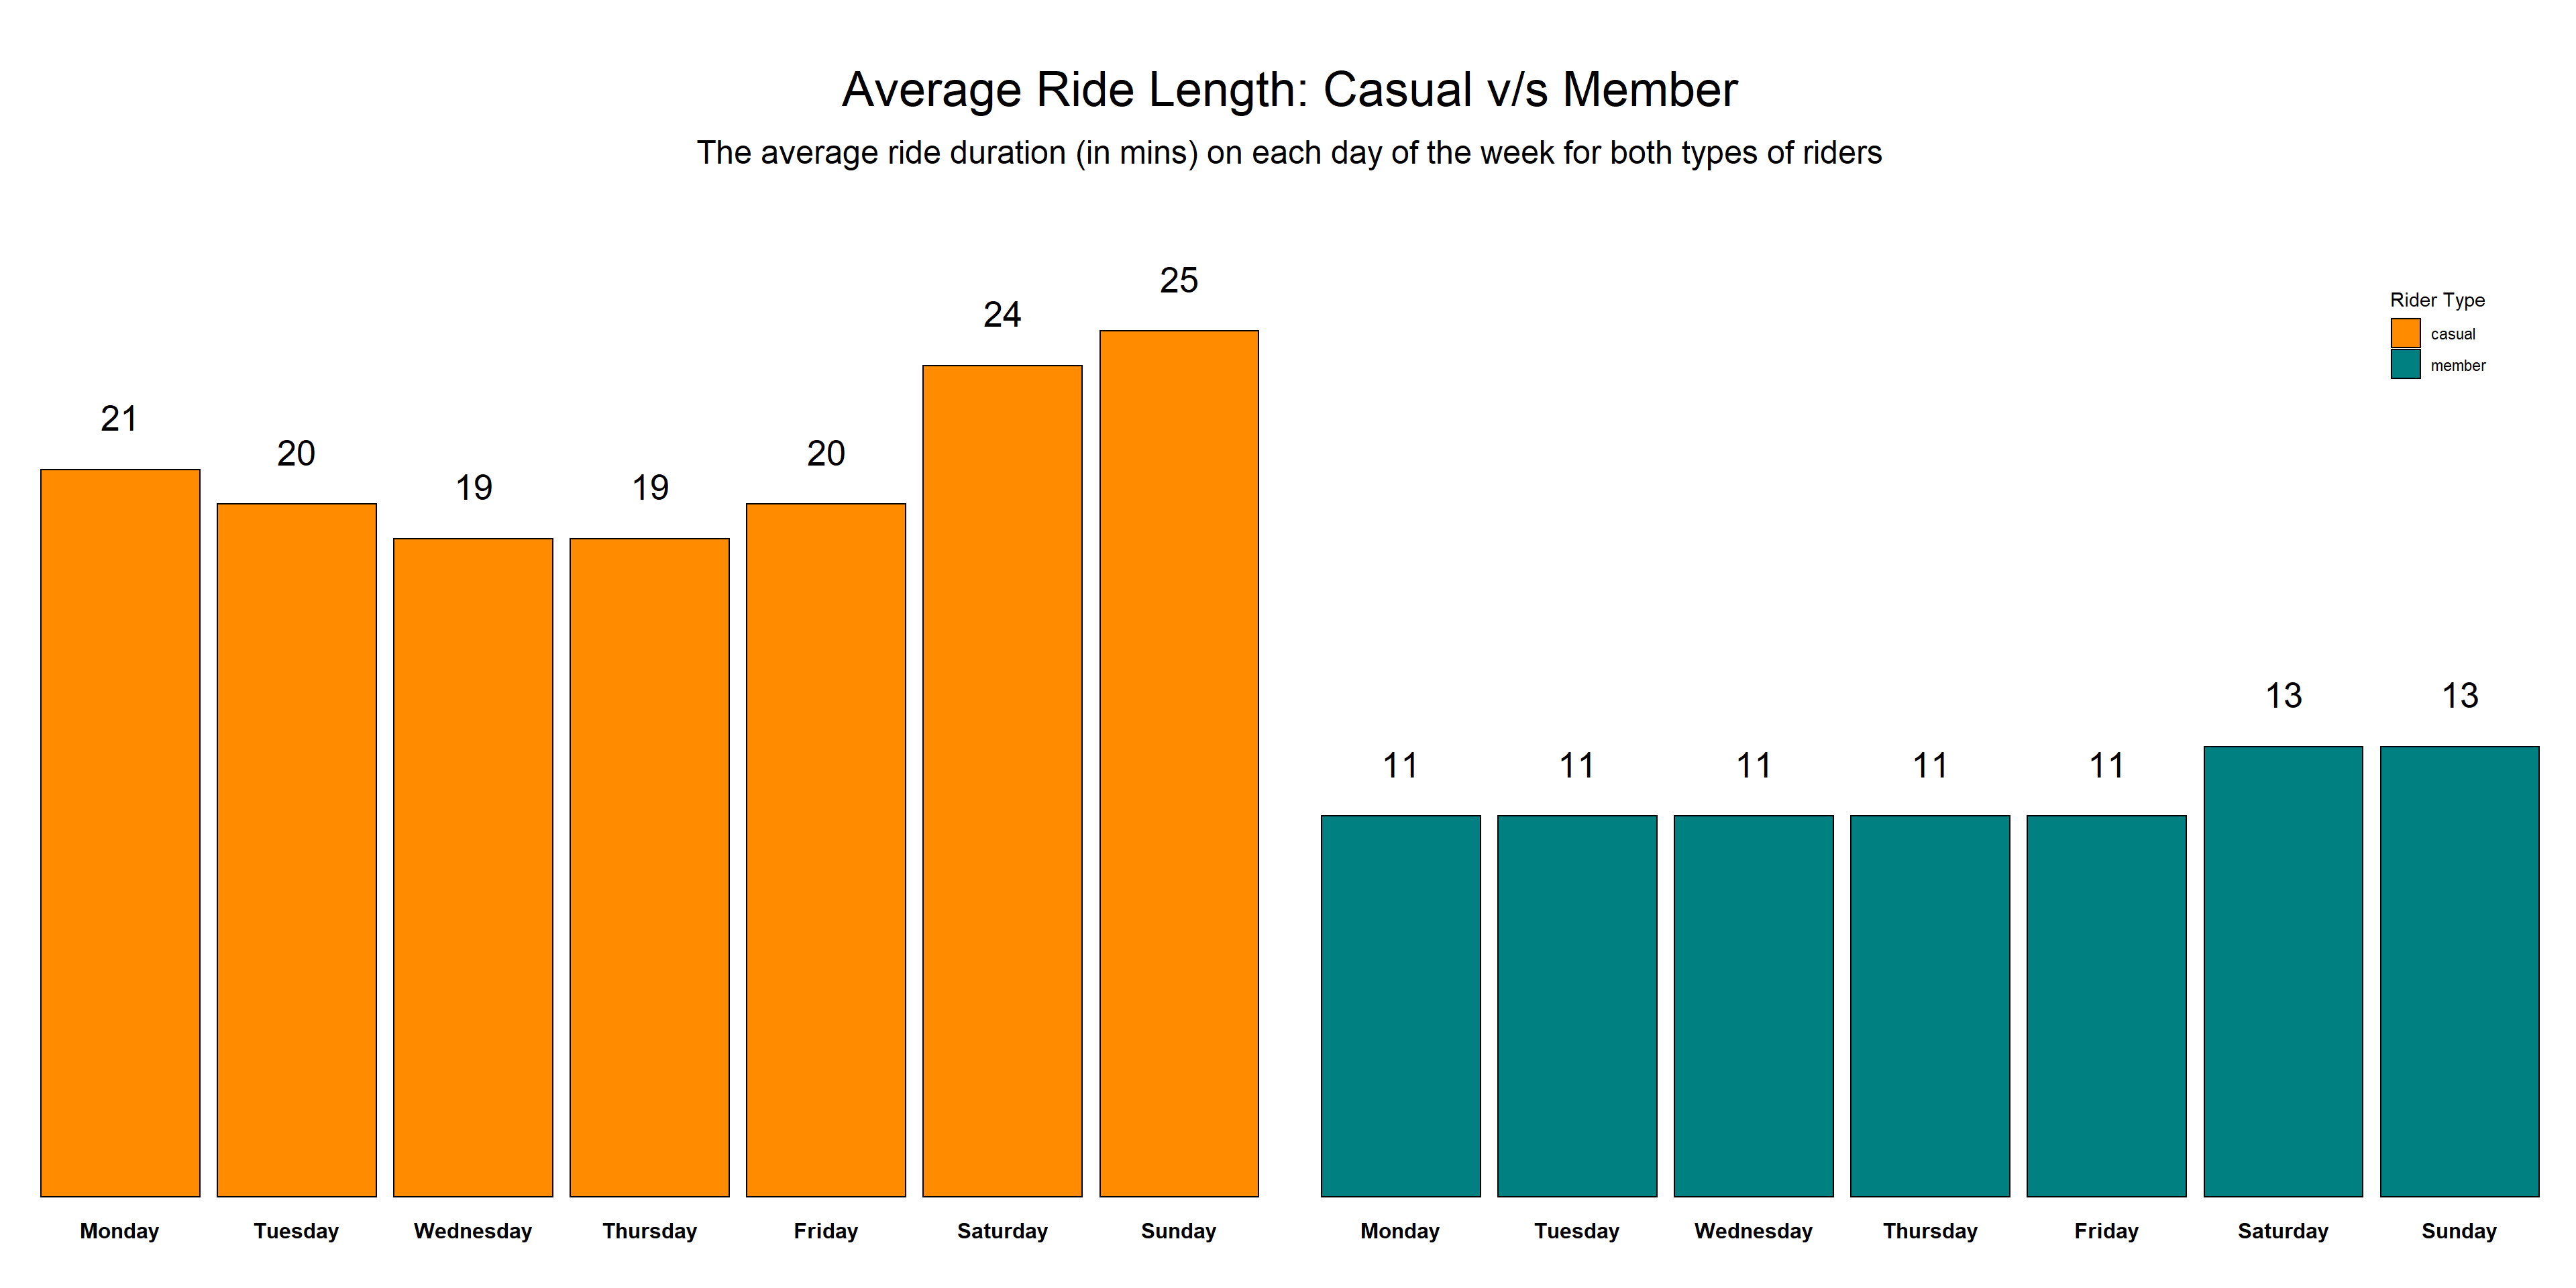 Average Ride Length: Casual v/s Member
The average ride duration (in mins) on each day of the week for both types of riders
Rider Type
casual
member
21
20
19
19
20
24
25
11
11
11
11
11
13
13
Monday
Tuesday
Wednesday
Thursday
Friday
Saturday
Sunday
Monday
Tuesday
Wednesday
Thursday
Friday
Saturday
Sunday